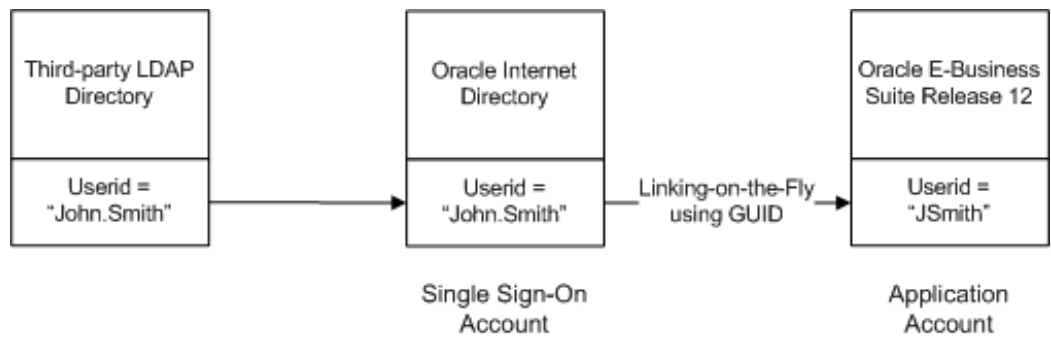 Third-party LDAP
Directory
Userid =
“John.Smith”
Oracle Internet
Directory
Userid =
“John.Smith”
Linking-on-the-Fly
using GUID
Oracle E-Business
Suite Release 12
Userid =
“JSmith”
Single Sign-On
Account
Application
Account